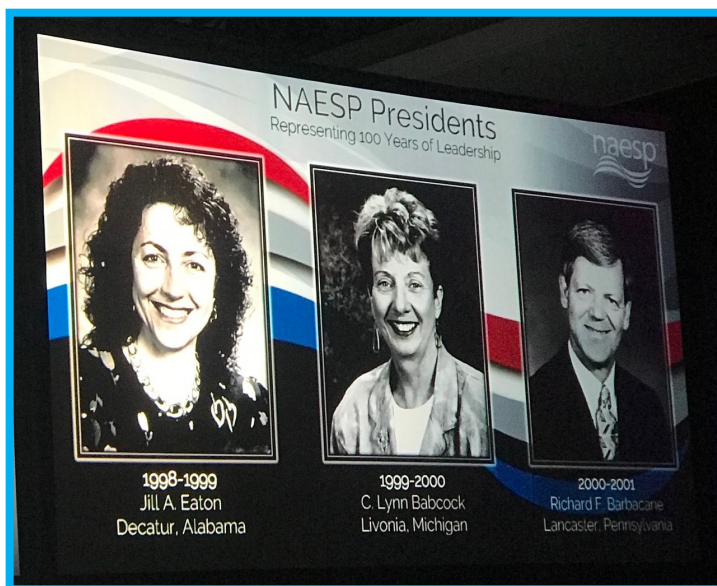 NAESP Presidents
Representing 100 Years of Leadership
naesp
1998-1999
Jill A. Eaton
Decatur, Alabama
1999-2000
C. Lynn Babcock
Livonia, Michigan
2000-2001
Richard F. Barbacane
Lancaster, Pennsylvania